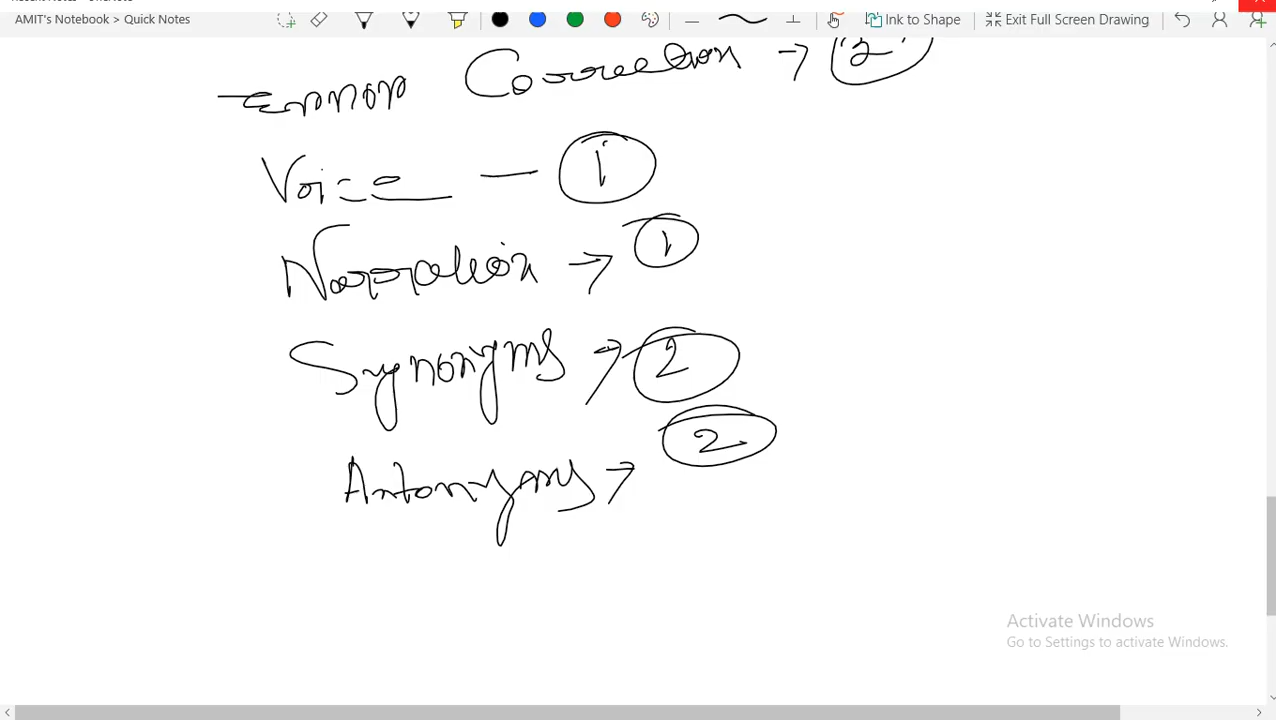 AMIT's Notebook > Quick Notes
Ink to Shape
Exit Full Screen Drawing
Error Correction → 2
Voice — 1
Narration → 1
Synonyms → 2
Antonyms → 2
Activate Windows
Go to Settings to activate Windows.